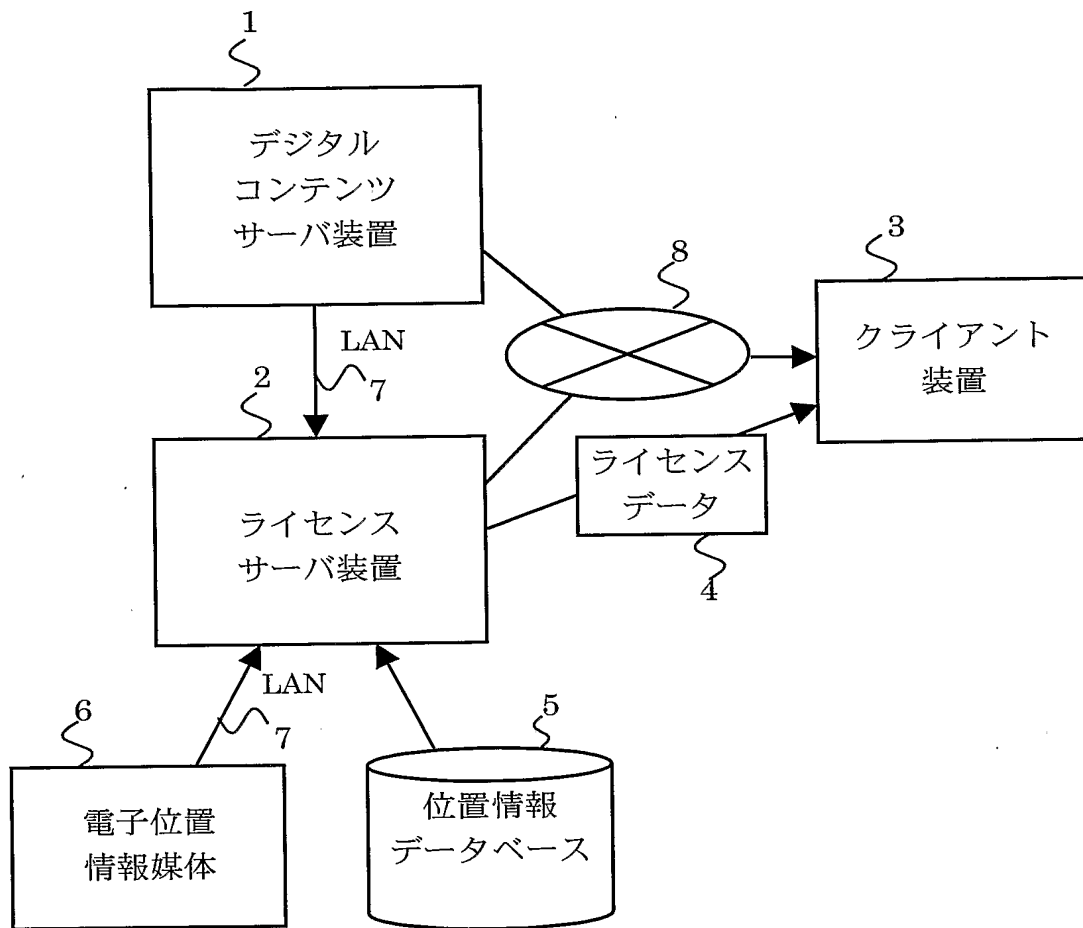 1
デジタル
コンテンツ
サーバ装置
8
3
クライアント
装置
LAN
7
2
ライセンス
サーバ装置
ライセンス
データ
4
LAN
7
6
電子位置
情報媒体
5
位置情報
データベース